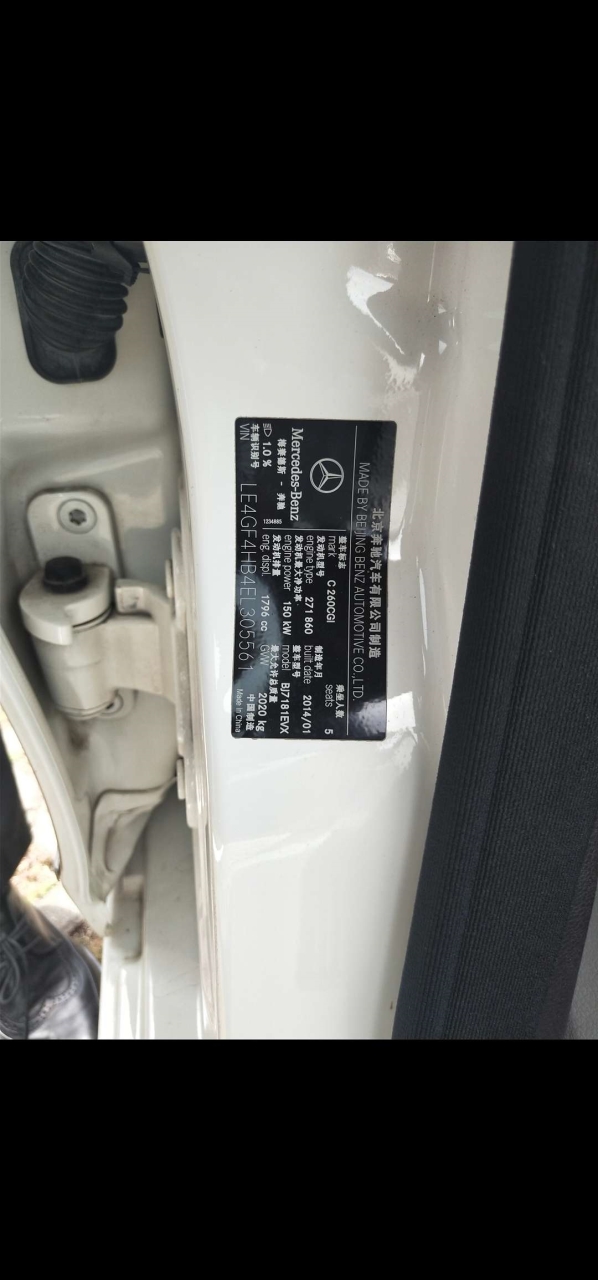 北京奔驰汽车有限公司制造
MADE BY BEIJING BENZ AUTOMOTIVE CO.,LTD
整车标志
mark C 260CGI
乘坐人数
seats 5
发动机型号
engine type 271 860
制造年月
built date 2014/01
Mercedes-Benz
梅赛德斯 - 奔驰
发动机最大净功率
engine power 150 kW
整车型号
model BJ7181EVX
1.0 %
1234885
发动机排量
eng. displ. 1796 cc
最大允许总质量
GVW 2020 kg
车辆识别号
VIN LE4GF4HB4EL305561
中国制造
Made in China